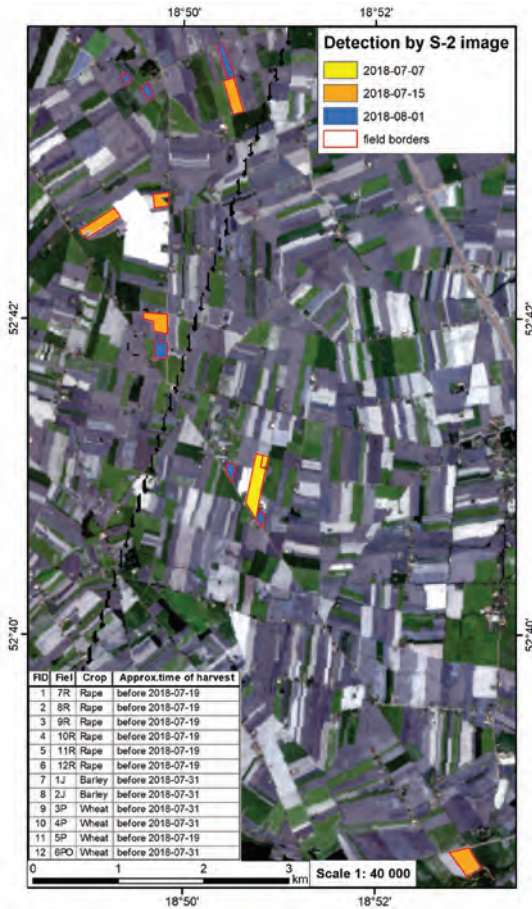 18°50' 18°52'
Detection by S-2 image
2018-07-07
2018-07-15
2018-08-01
field borders
52°42' 52°42'
52°40' 52°40'
FID Fiel Crop Approx.time of harvest
1 7R Rape before 2018-07-19
2 8R Rape before 2018-07-19
3 9R Rape before 2018-07-19
4 10R Rape before 2018-07-19
5 11R Rape before 2018-07-19
6 12R Rape before 2018-07-19
7 1J Barley before 2018-07-31
8 2J Barley before 2018-07-31
9 3P Wheat before 2018-07-31
10 4P Wheat before 2018-07-31
11 5P Wheat before 2018-07-19
12 6PO Wheat before 2018-07-31
0 1 2 3
km
Scale 1: 40 000
18°50' 18°52'